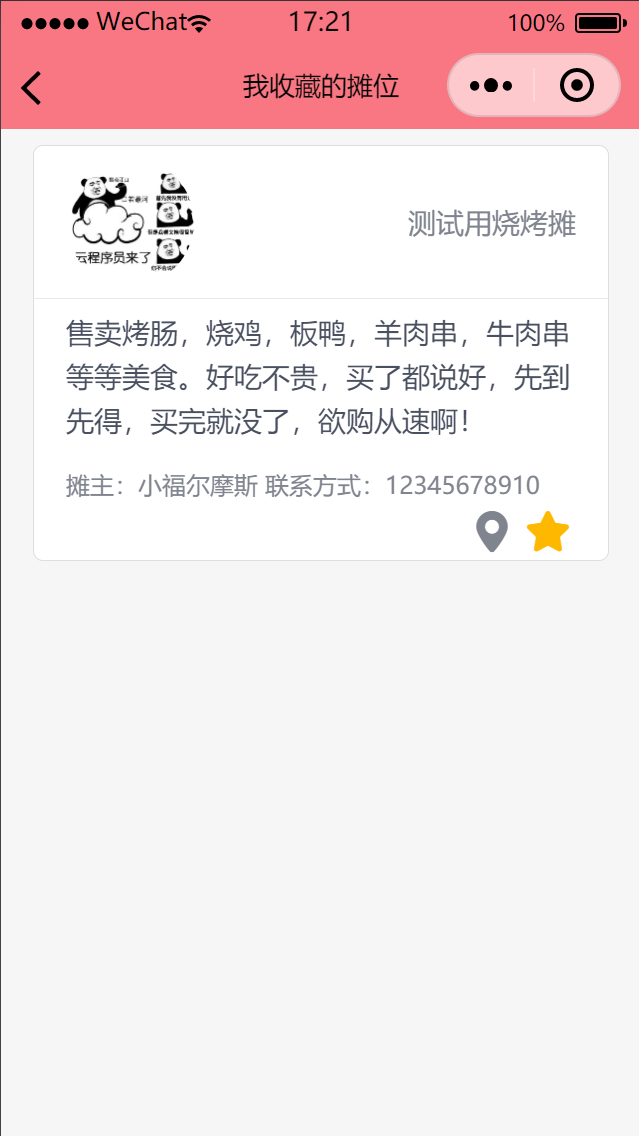 WeChat 17:21 100%
我收藏的摊位
云程序员来了
测试用烧烤摊
售卖烤肠，烧鸡，板鸭，羊肉串，牛肉串
等等美食。好吃不贵，买了都说好，先到
先得，买完就没了，欲购从速啊！
摊主：小福尔摩斯 联系方式：12345678910